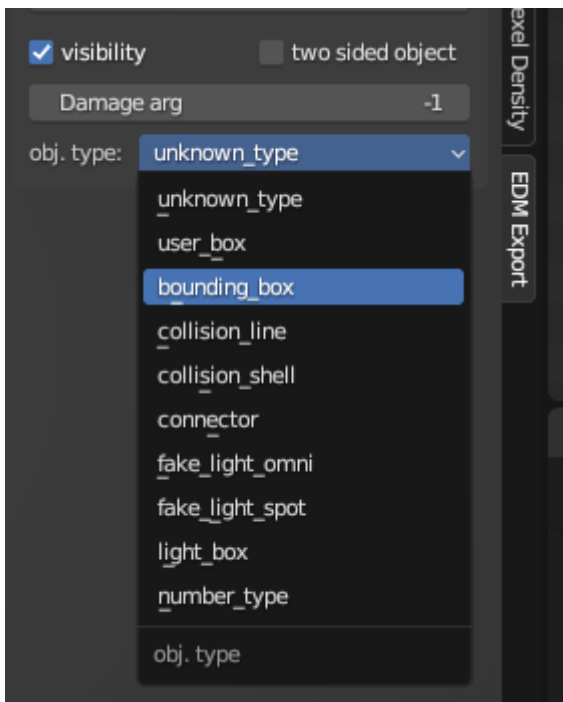 visibility
two sided object
Damage arg -1
obj. type: unknown_type
unknown_type
user_box
bounding_box
collision_line
collision_shell
connector
fake_light_omni
fake_light_spot
light_box
number_type
obj. type
exel Density
EDM Export